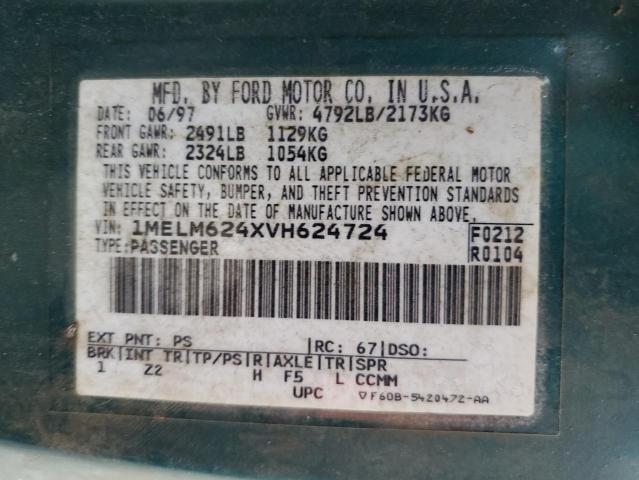 MFD. BY FORD MOTOR CO. IN U.S.A.
DATE: 06/97 GVWR: 4792LB/2173KG
FRONT GAWR: 2491LB 1129KG
REAR GAWR: 2324LB 1054KG
THIS VEHICLE CONFORMS TO ALL APPLICABLE FEDERAL MOTOR
VEHICLE SAFETY, BUMPER, AND THEFT PREVENTION STANDARDS
IN EFFECT ON THE DATE OF MANUFACTURE SHOWN ABOVE.
VIN: 1MELM624XVH624724 F0212
TYPE: PASSENGER R0104
EXT PNT: PS RC: 67 DSO:
BRK INT TR TP/PS R AXLE TR SPR
1 Z2 H F5 L CCMM
UPC ▽F6DB-5420472-AA